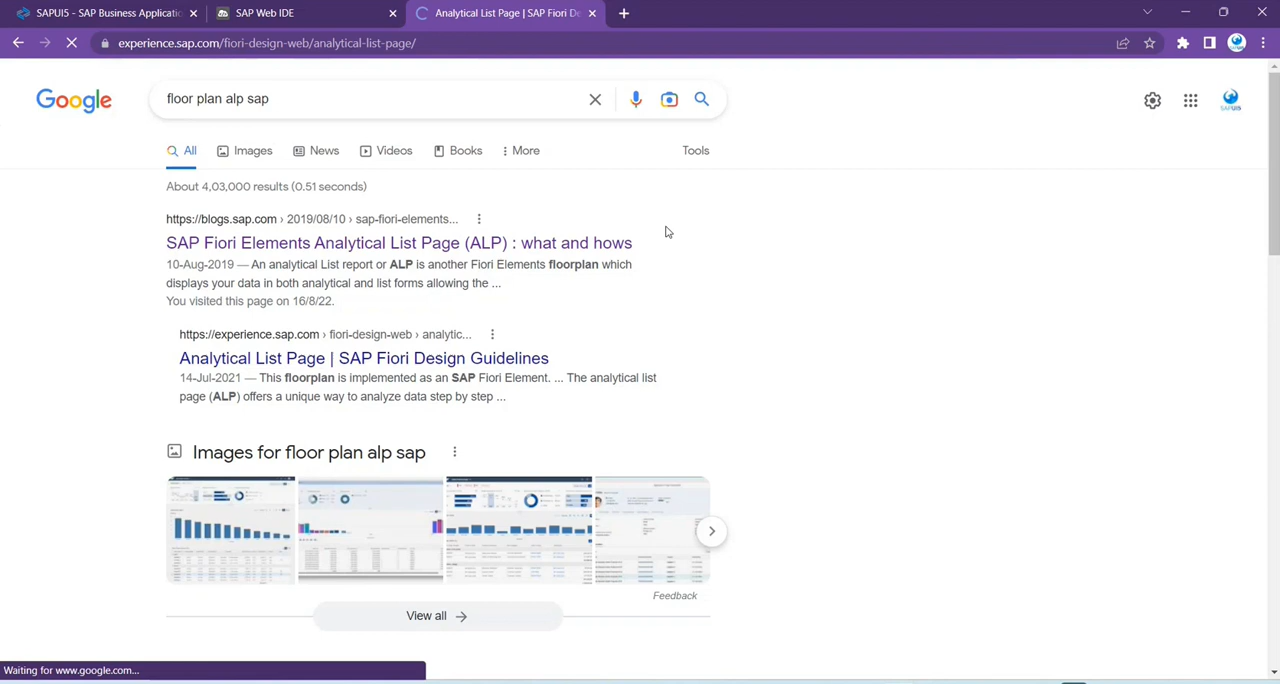 SAPUI5 - SAP Business Applicatio
SAP Web IDE
Analytical List Page | SAP Fiori De
experience.sap.com/fiori-design-web/analytical-list-page/
Google
floor plan alp sap
All
Images
News
Videos
Books
More
Tools
About 4,03,000 results (0.51 seconds)
https://blogs.sap.com › 2019/08/10 › sap-fiori-elements...
SAP Fiori Elements Analytical List Page (ALP) : what and hows
10-Aug-2019 — An analytical List report or ALP is another Fiori Elements floorplan which
displays your data in both analytical and list forms allowing the ...
You visited this page on 16/8/22.
https://experience.sap.com › fiori-design-web › analytic...
Analytical List Page | SAP Fiori Design Guidelines
14-Jul-2021 — This floorplan is implemented as an SAP Fiori Element. ... The analytical list
page (ALP) offers a unique way to analyze data step by step ...
Images for floor plan alp sap
Feedback
View all
Waiting for www.google.com...